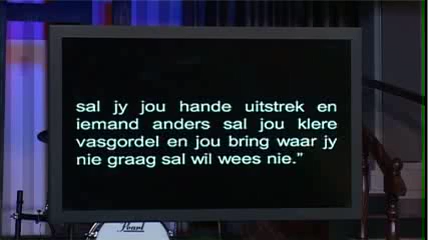 sal jy jou hande uitstrek en
iemand anders sal jou klere
vasgordel en jou bring waar jy
nie graag sal wil wees nie.”
Pearl